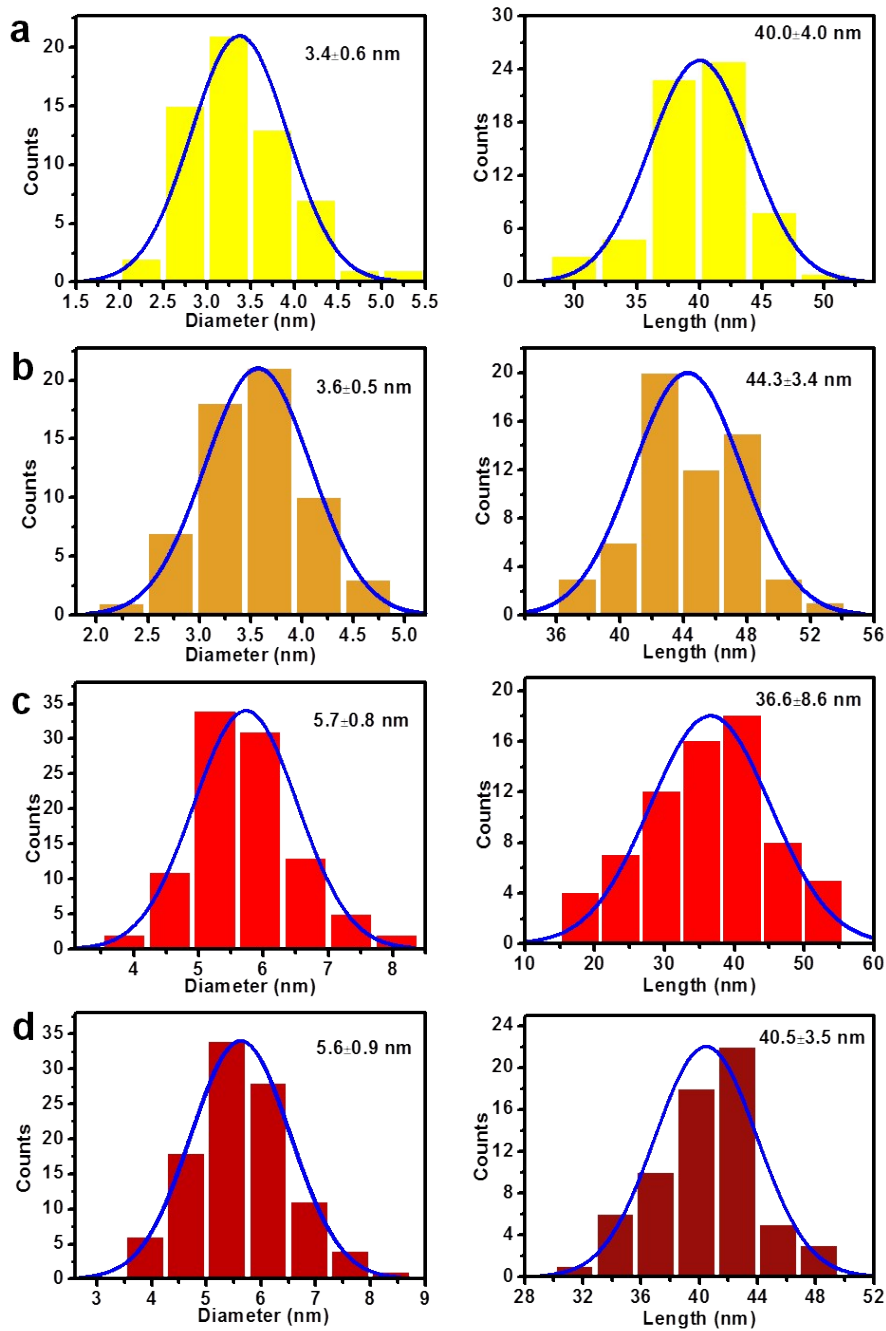 a
3.4±0.6 nm
20
15
10
5
0
Counts
1.5 2.0 2.5 3.0 3.5 4.0 4.5 5.0 5.5
Diameter (nm)
40.0±4.0 nm
30
24
18
12
6
0
Counts
30 35 40 45 50
Length (nm)
b
3.6±0.5 nm
20
15
10
5
0
Counts
2.0 2.5 3.0 3.5 4.0 4.5 5.0
Diameter (nm)
44.3±3.4 nm
20
16
12
8
4
0
Counts
36 40 44 48 52 56
Length (nm)
c
5.7±0.8 nm
35
30
25
20
15
10
5
0
Counts
4 5 6 7 8
Diameter (nm)
36.6±8.6 nm
20
16
12
8
4
0
Counts
10 20 30 40 50 60
Length (nm)
d
5.6±0.9 nm
35
30
25
20
15
10
5
0
Counts
3 4 5 6 7 8 9
Diameter (nm)
40.5±3.5 nm
24
20
16
12
8
4
0
Counts
28 32 36 40 44 48 52
Length (nm)